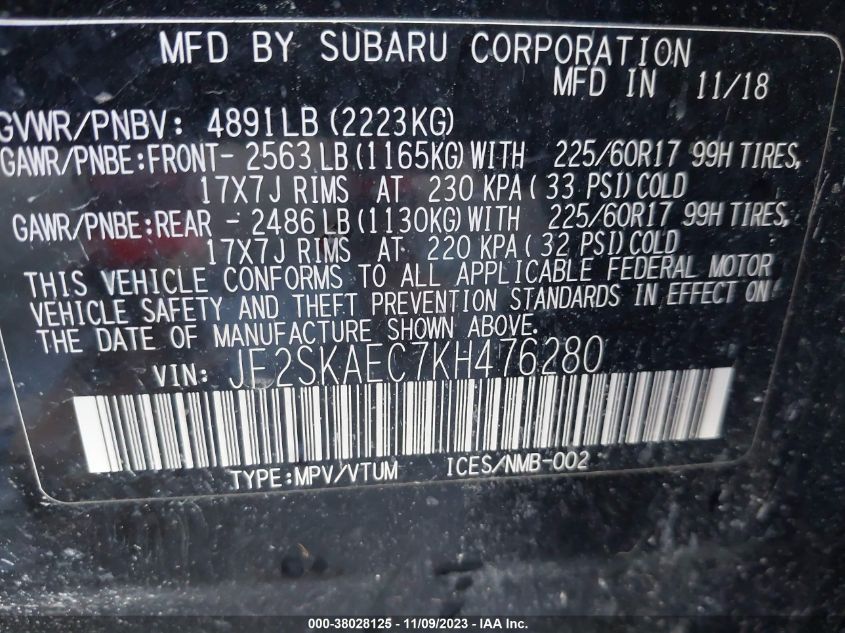 MFD BY SUBARU CORPORATION
MFD IN 11/18
GVWR/PNBV: 4891LB(2223KG)
GAWR/PNBE:FRONT- 2563LB(1165KG)WITH 225/60R17 99H TIRES,
17X7J RIMS AT 230 KPA( 33 PSI)COLD
GAWR/PNBE:REAR - 2486LB(1130KG)WITH 225/60R17 99H TIRES,
17X7J RIMS AT 220 KPA( 32 PSI)COLD
THIS VEHICLE CONFORMS TO ALL APPLICABLE FEDERAL MOTOR
VEHICLE SAFETY AND THEFT PREVENTION STANDARDS IN EFFECT ON
THE DATE OF MANUFACTURE SHOWN ABOVE.
VIN: JF2SKAEC7KH476280
TYPE:MPV/VTUM ICES/NMB-002
000-38028125 - 11/09/2023 - IAA Inc.